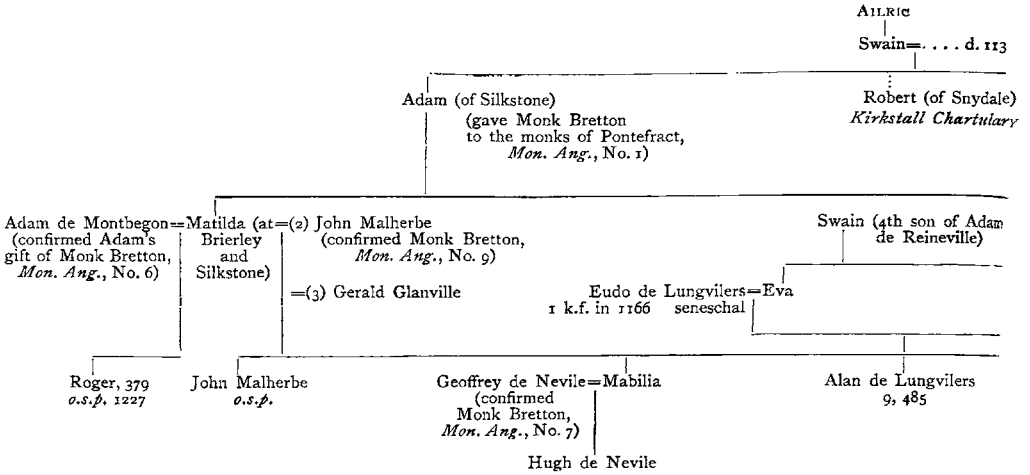 AILRIC
Swain=.... d. 113
Adam (of Silkstone)
(gave Monk Bretton
to the monks of Pontefract,
Mon. Ang., No. 1)
Robert (of Snydale)
Kirkstall Chartulary
Adam de Montbegon=Matilda (at=(2) John Malherbe
(confirmed Adam's
gift of Monk Bretton,
Mon. Ang., No. 6)
Brierley
and
Silkstone)
(confirmed Monk Bretton,
Mon. Ang., No. 9)
=(3) Gerald Glanville
Swain (4th son of Adam
de Reineville)
Eudo de Lungvilers=Eva
1 k.f. in 1166 seneschal
Roger, 379
o.s.p. 1227
John Malherbe
o.s.p.
Geoffrey de Nevile=Mabilia
(confirmed
Monk Bretton,
Mon. Ang., No. 7)
Hugh de Nevile
Alan de Lungvilers
9, 485